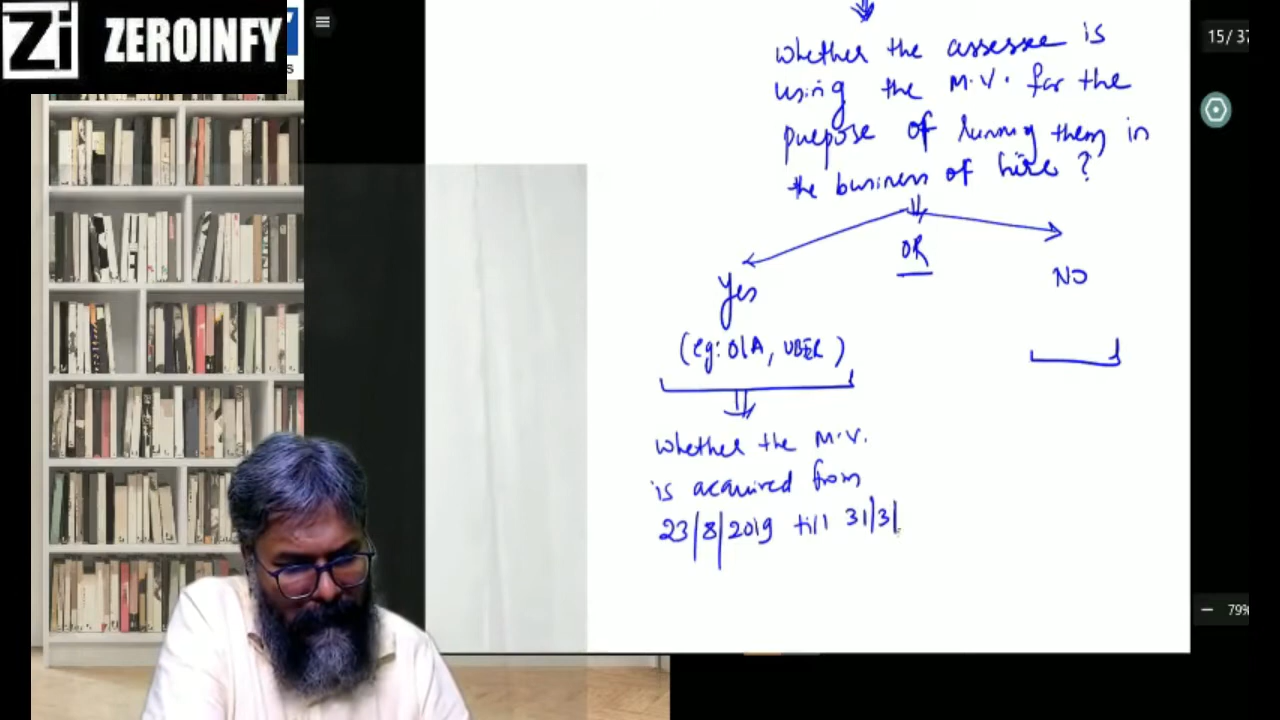 Zi ZEROINFY
s
15/37
whether the assessee is
using the M.V. for the
purpose of running them in
the business of hire ?
OR
Yes
NO
(eg: OLA, UBER)
whether the M.V.
is acquired from
23/8/2019 till 31/3/
79%